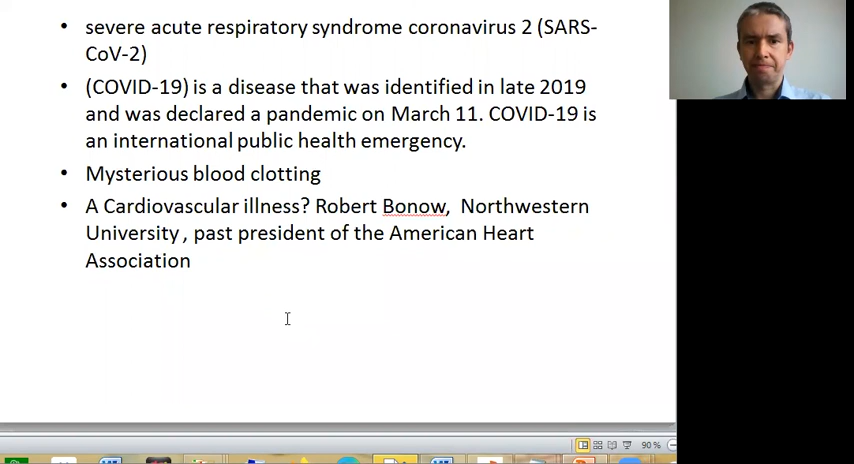 • severe acute respiratory syndrome coronavirus 2 (SARS-
CoV-2)
• (COVID-19) is a disease that was identified in late 2019
and was declared a pandemic on March 11. COVID-19 is
an international public health emergency.
• Mysterious blood clotting
• A Cardiovascular illness? Robert Bonow, Northwestern
University , past president of the American Heart
Association
90%